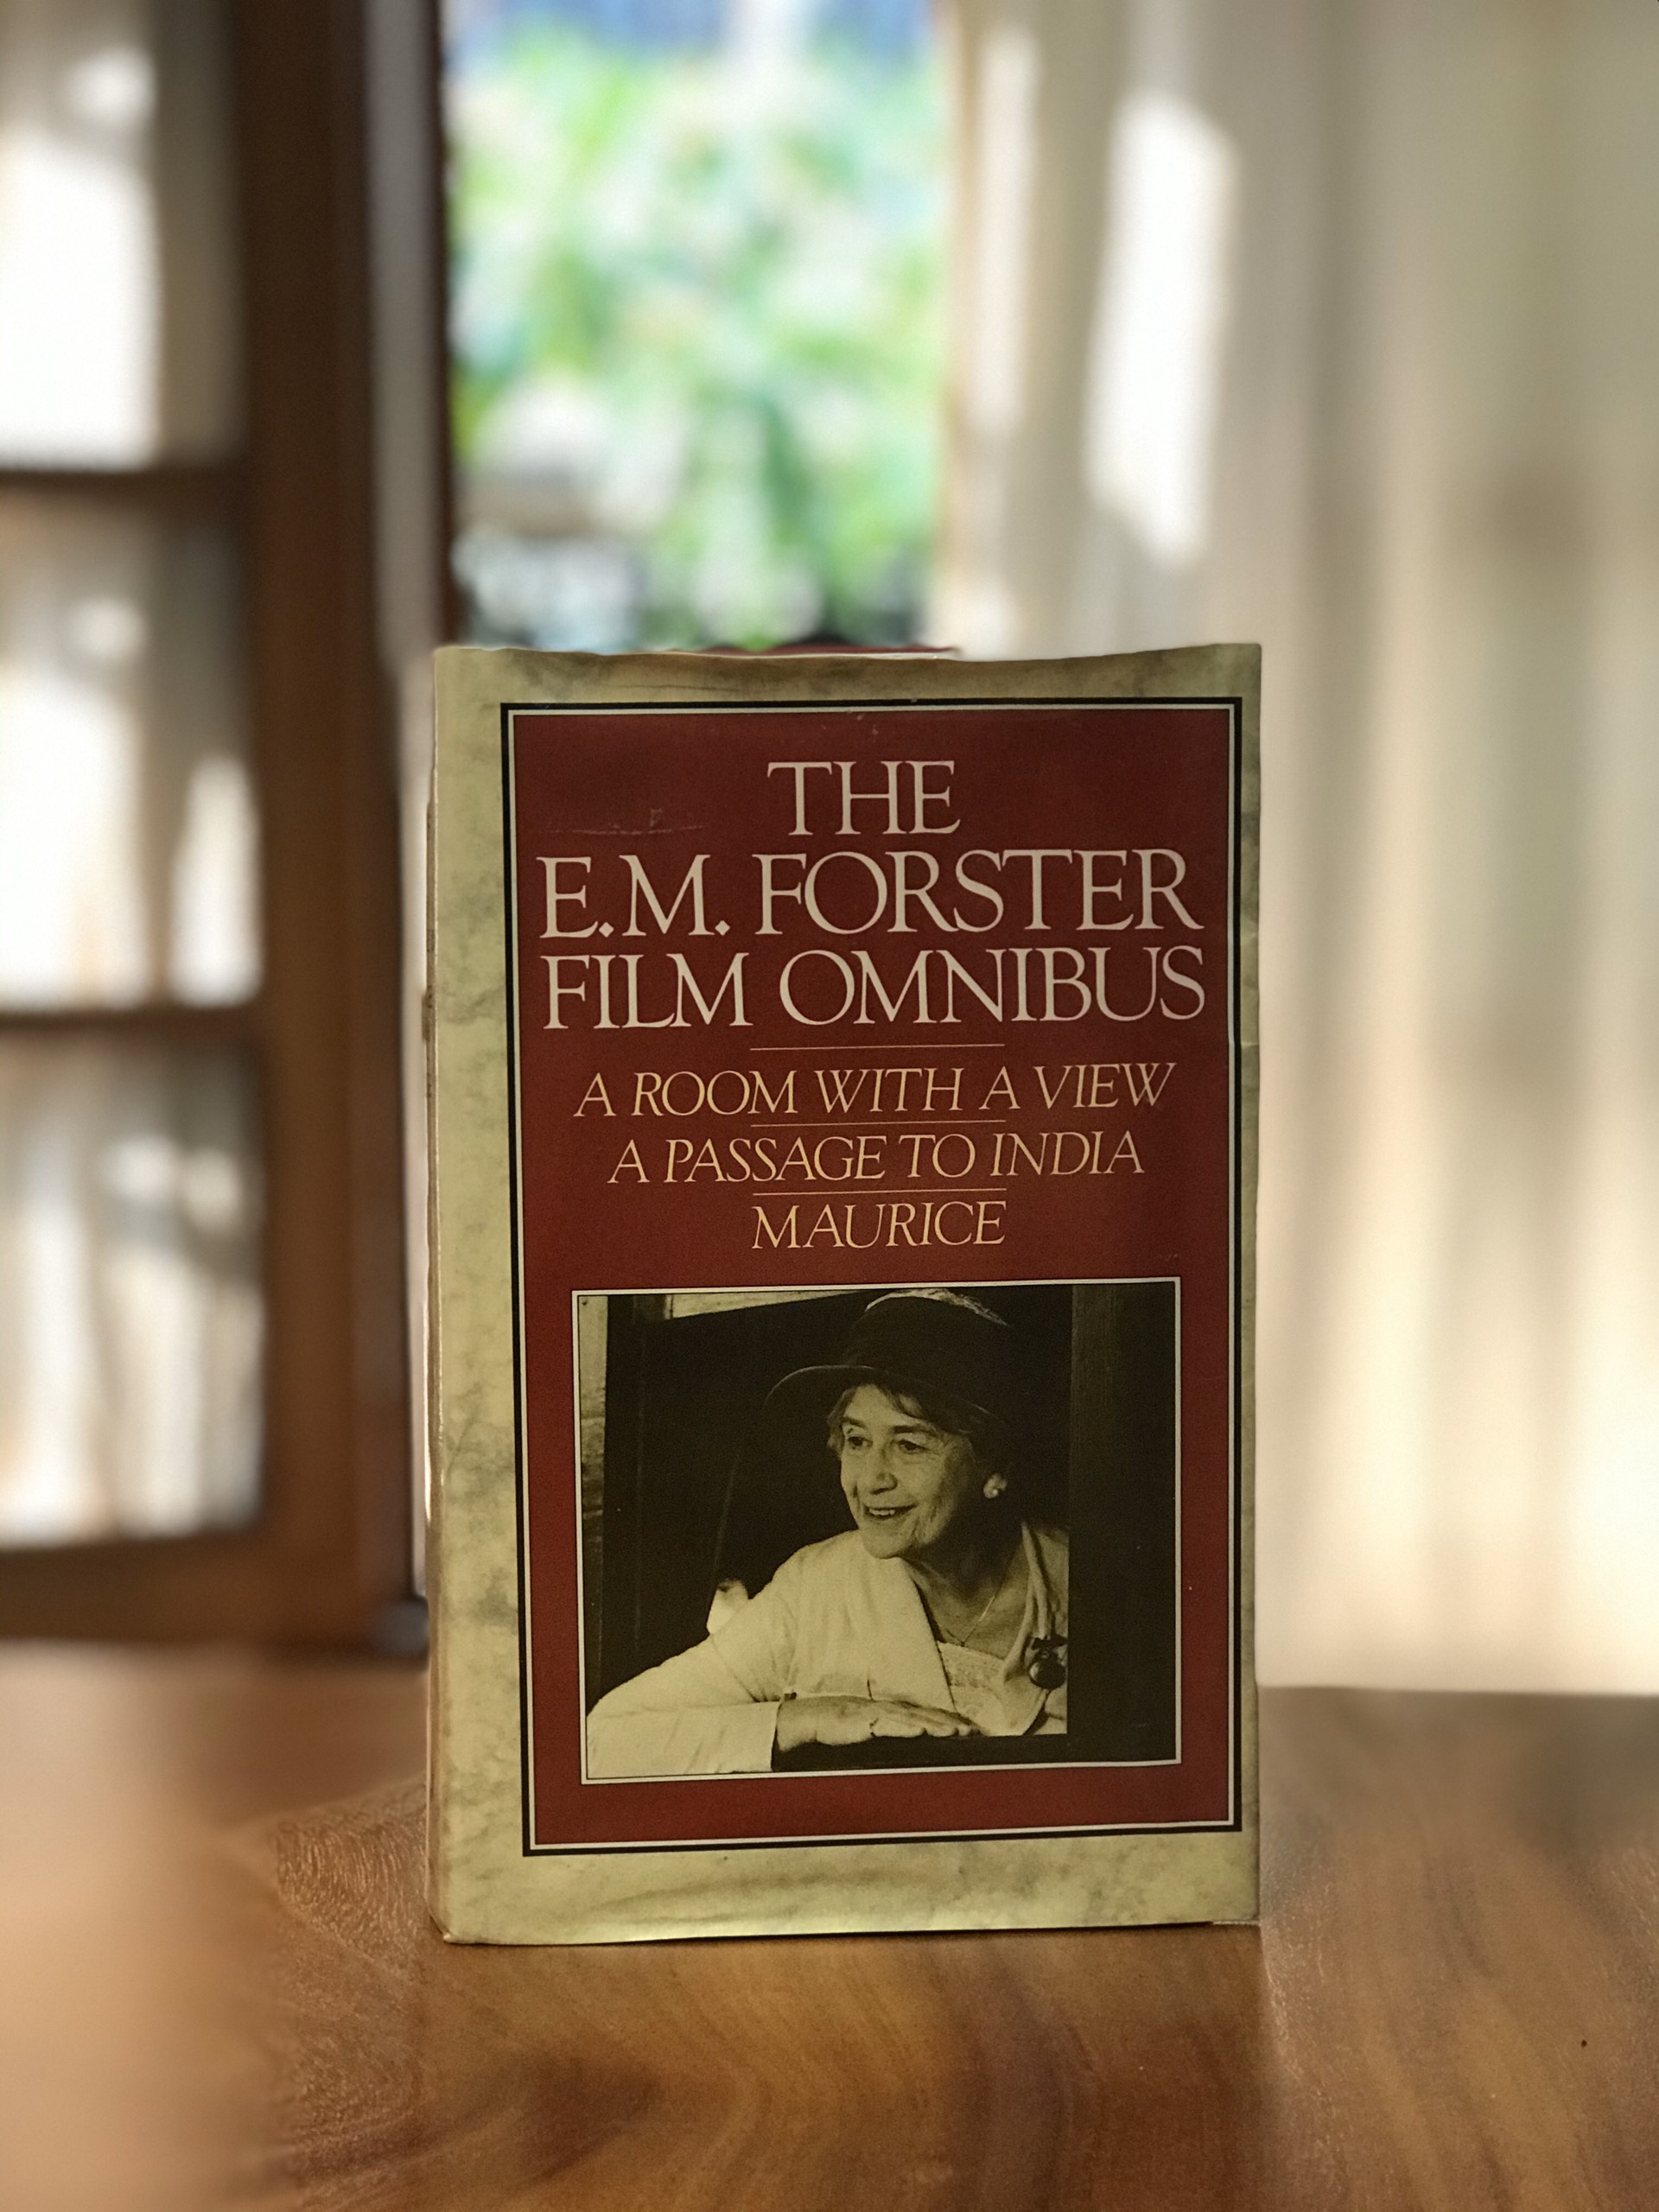 THE
E.M. FORSTER
FILM OMNIBUS
A ROOM WITH A VIEW
A PASSAGE TO INDIA
MAURICE